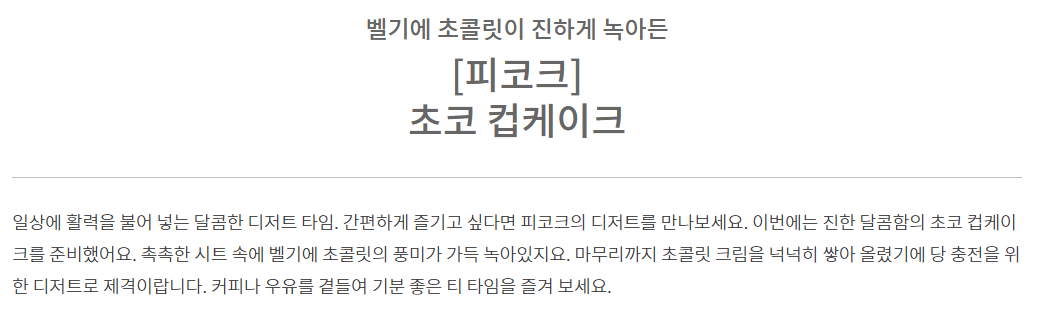 벨기에 초콜릿이 진하게 녹아든
[피코크]
초코 컵케이크
일상에 활력을 불어 넣는 달콤한 디저트 타임. 간편하게 즐기고 싶다면 피코크의 디저트를 만나보세요. 이번에는 진한 달콤함의 초코 컵케이
크를 준비했어요. 촉촉한 시트 속에 벨기에 초콜릿의 풍미가 가득 녹아있지요. 마무리까지 초콜릿 크림을 넉넉히 쌓아 올렸기에 당 충전을 위
한 디저트로 제격이랍니다. 커피나 우유를 곁들여 기분 좋은 티 타임을 즐겨 보세요.